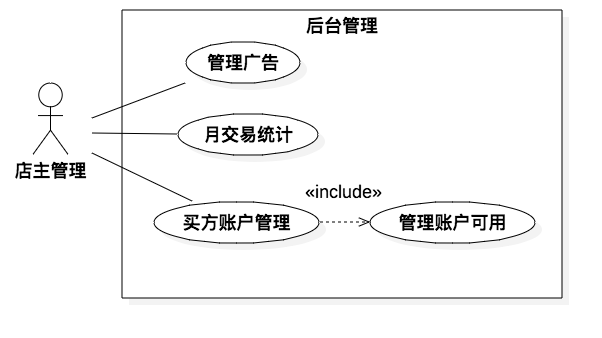 后台管理
管理广告
月交易统计
店主管理
«include»
买方账户管理
管理账户可用